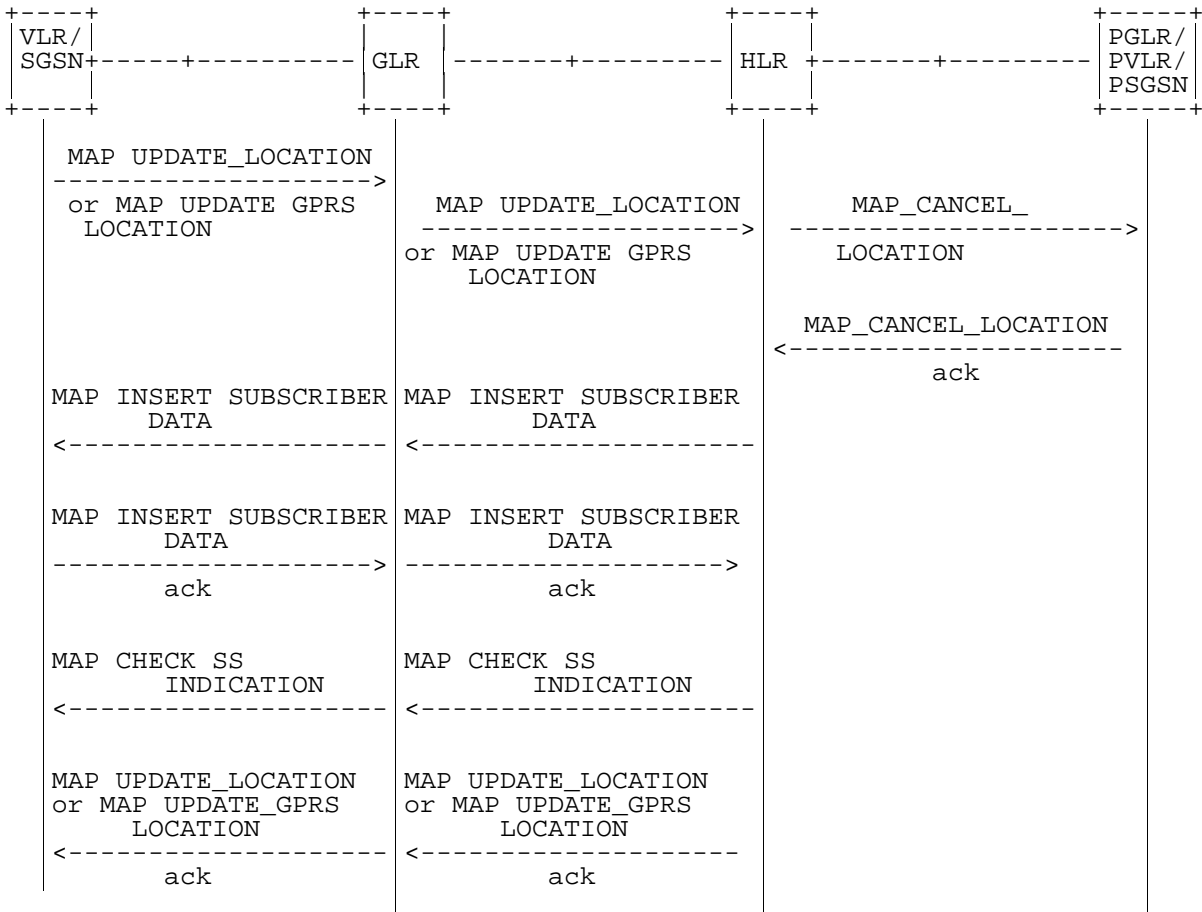 VLR/
SGSN
GLR
HLR
PGLR/
PVLR/
PSGSN
MAP UPDATE_LOCATION
or MAP UPDATE GPRS
LOCATION
MAP UPDATE_LOCATION
or MAP UPDATE GPRS
LOCATION
MAP_CANCEL_
LOCATION
MAP_CANCEL_LOCATION
ack
MAP INSERT SUBSCRIBER
DATA
MAP INSERT SUBSCRIBER
DATA
MAP INSERT SUBSCRIBER
DATA
ack
MAP INSERT SUBSCRIBER
DATA
ack
MAP CHECK SS
INDICATION
MAP CHECK SS
INDICATION
MAP UPDATE_LOCATION
or MAP UPDATE_GPRS
LOCATION
ack
MAP UPDATE_LOCATION
or MAP UPDATE_GPRS
LOCATION
ack